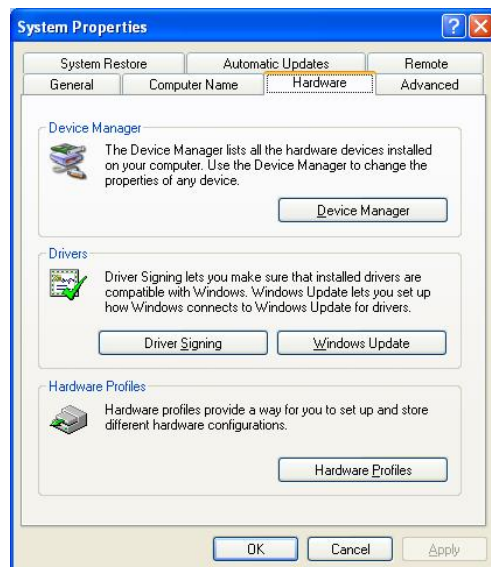 System Properties
System Restore Automatic Updates Remote
General Computer Name Hardware Advanced
Device Manager
The Device Manager lists all the hardware devices installed
on your computer. Use the Device Manager to change the
properties of any device.
Device Manager
Drivers
Driver Signing lets you make sure that installed drivers are
compatible with Windows. Windows Update lets you set up
how Windows connects to Windows Update for drivers.
Driver Signing Windows Update
Hardware Profiles
Hardware profiles provide a way for you to set up and store
different hardware configurations.
Hardware Profiles
OK Cancel Apply